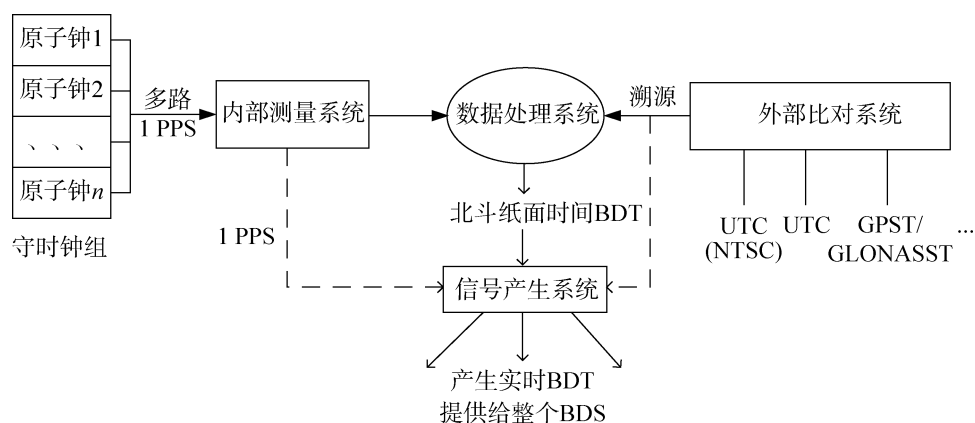 原子钟1
原子钟2
、、、
原子钟n
守时钟组
多路
1 PPS
内部测量系统
数据处理系统
溯源
外部比对系统
1 PPS
北斗纸面时间BDT
UTC
(NTSC)
UTC
GPST/
GLONASST
...
信号产生系统
产生实时BDT
提供给整个BDS